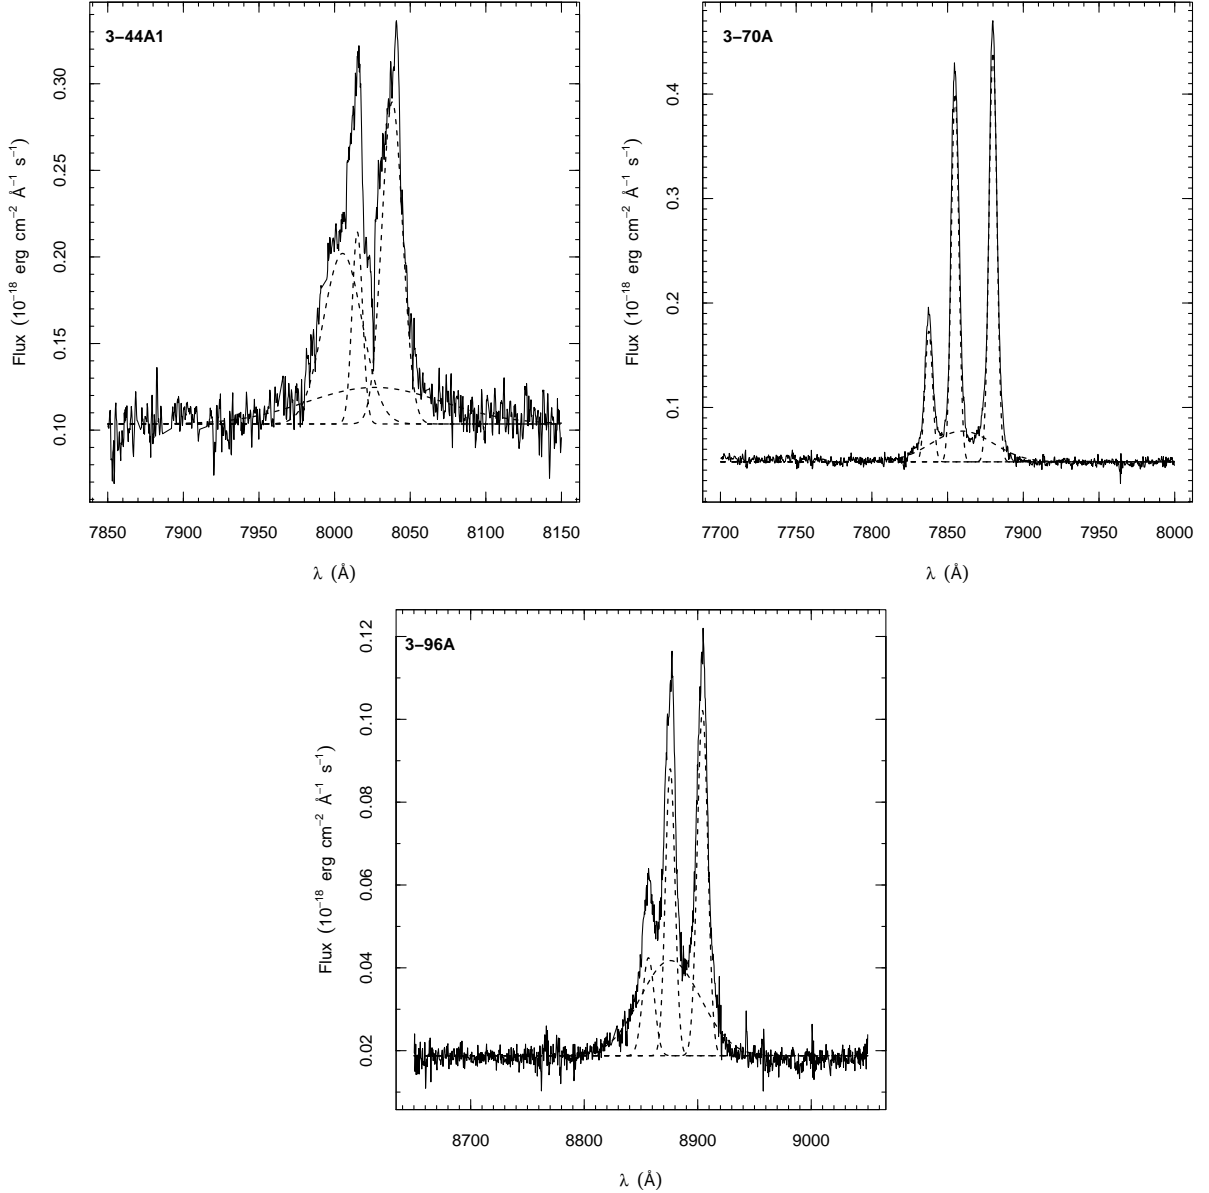 3−44A1
Flux (10−18 erg cm−2 Å−1 s−1)
0.30
0.25
0.20
0.15
0.10
7850 7900 7950 8000 8050 8100 8150
λ (Å)
3−70A
Flux (10−18 erg cm−2 Å−1 s−1)
0.4
0.3
0.2
0.1
7700 7750 7800 7850 7900 7950 8000
λ (Å)
3−96A
Flux (10−18 erg cm−2 Å−1 s−1)
0.12
0.10
0.08
0.06
0.04
0.02
8700 8800 8900 9000
λ (Å)